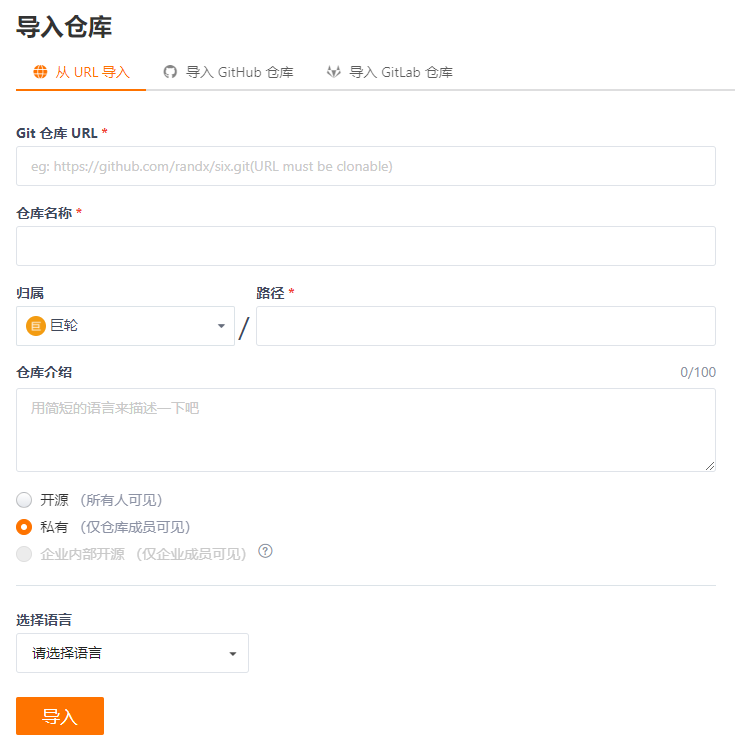 导入仓库
从 URL 导入 导入 GitHub 仓库 导入 GitLab 仓库
Git 仓库 URL *
eg: https://github.com/randx/six.git(URL must be clonable)
仓库名称 *
归属 路径 *
巨 巨轮 /
仓库介绍 0/100
用简短的语言来描述一下吧
开源 （所有人可见）
私有 （仅仓库成员可见）
企业内部开源 （仅企业成员可见） ?
选择语言
请选择语言
导入